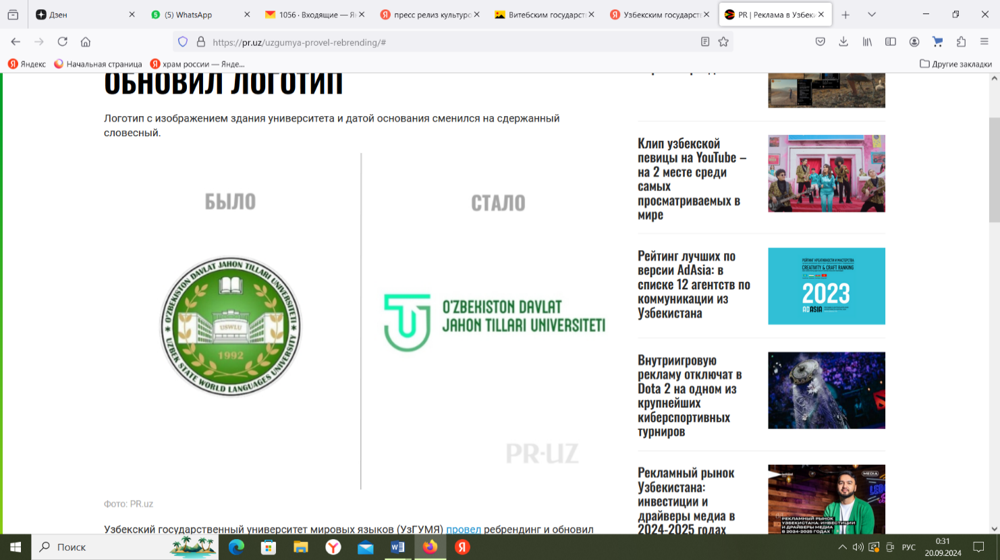 Дзен
(5) WhatsApp
1056 · Входящие — Ян
пресс релиз культуро
Витебским государст
Узбекским государст
PR | Реклама в Узбеки
https://pr.uz/uzgumya-provel-rebrending/#
Яндекс
Начальная страница
храм россии — Янде...
Другие закладки
ОБНОВИЛ ЛОГОТИП
Логотип с изображением здания университета и датой основания сменился на сдержанный
словесный.
БЫЛО
СТАЛО
O'ZBEKISTON DAVLAT JAHON TILLARI UNIVERSITETI
USWLU
1992
UZBEK STATE WORLD LANGUAGES UNIVERSITY
O'ZBEKISTON DAVLAT
JAHON TILLARI UNIVERSITETI
PR·UZ
Фото: PR.uz
Узбекский государственный университет мировых языков (УзГУМЯ) провел ребрендинг и обновил
Клип узбекской
певицы на YouTube –
на 2 месте среди
самых
просматриваемых в
мире
Рейтинг лучших по
версии AdAsia: в
списке 12 агентств по
коммуникации из
Узбекистана
РЕЙТИНГ КРЕАТИВНОСТИ И МАСТЕРСТВА
CREATIVITY & CRAFT RANKING
2023
ADASIA
Внутриигровую
рекламу отключат в
Dota 2 на одном из
крупнейших
киберспортивных
турниров
Рекламный рынок
Узбекистана:
инвестиции и
драйверы медиа в
2024-2025 годах
MEDIA
РЕКЛАМНЫЙ РЫНОК
УЗБЕКИСТАНА: ИНВЕСТИЦИИ
И ДРАЙВЕРЫ МЕДИА
В 2024-2025 ГОДАХ
Поиск
РУС
0:31
20.09.2024